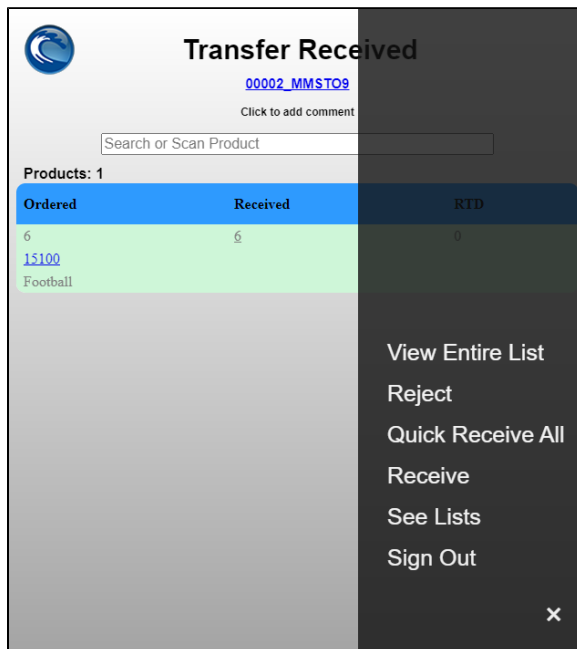 Transfer Received
00002_MMSTO9
Click to add comment
Search or Scan Product
Products: 1
Ordered Received RTD
6 6 0
15100
Football
View Entire List
Reject
Quick Receive All
Receive
See Lists
Sign Out
×